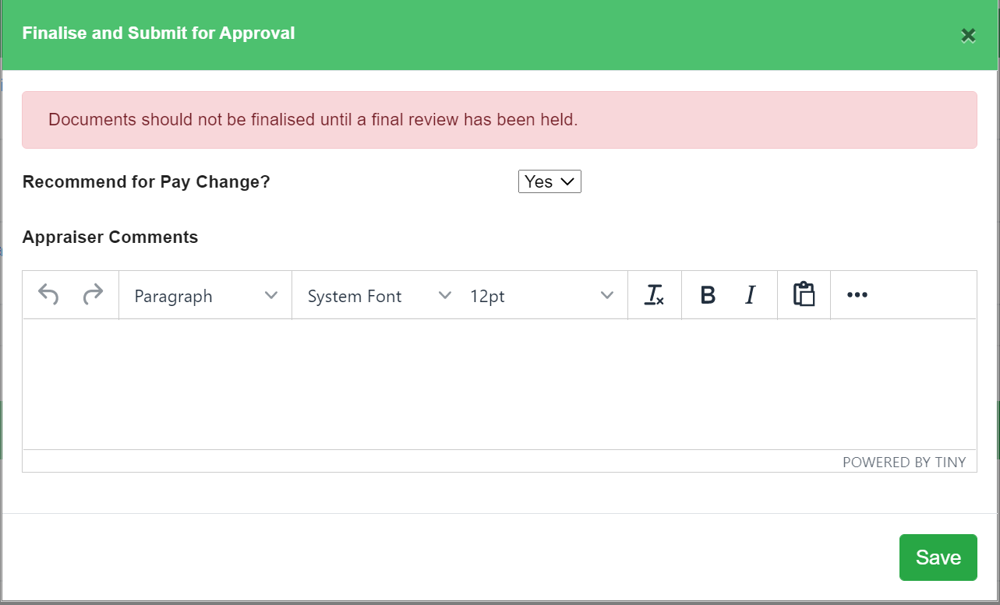 Finalise and Submit for Approval
Documents should not be finalised until a final review has been held.
Recommend for Pay Change? Yes
Appraiser Comments
Paragraph System Font 12pt B I
POWERED BY TINY
Save